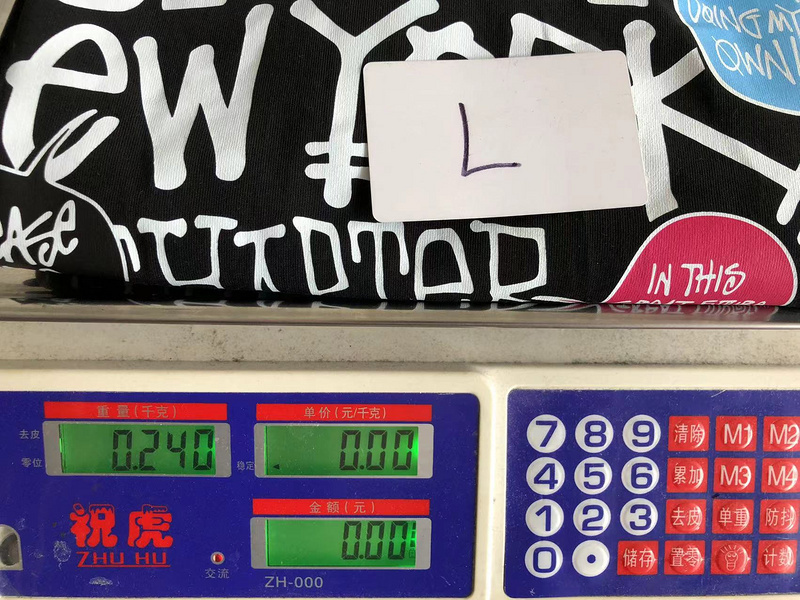 eW YORK
DOING MY
OWN
L
IN THIS
重量(千克)
单价(元/千克)
去皮
零位
0.240
稳定
0.00
金额(元)
0.00
祝虎
ZHU HU
交流
ZH-000
7 8 9 清除 M1 M2
4 5 6 累加 M3 M4
1 2 3 去皮 单重 防抖
0 . 储存 置零 计数